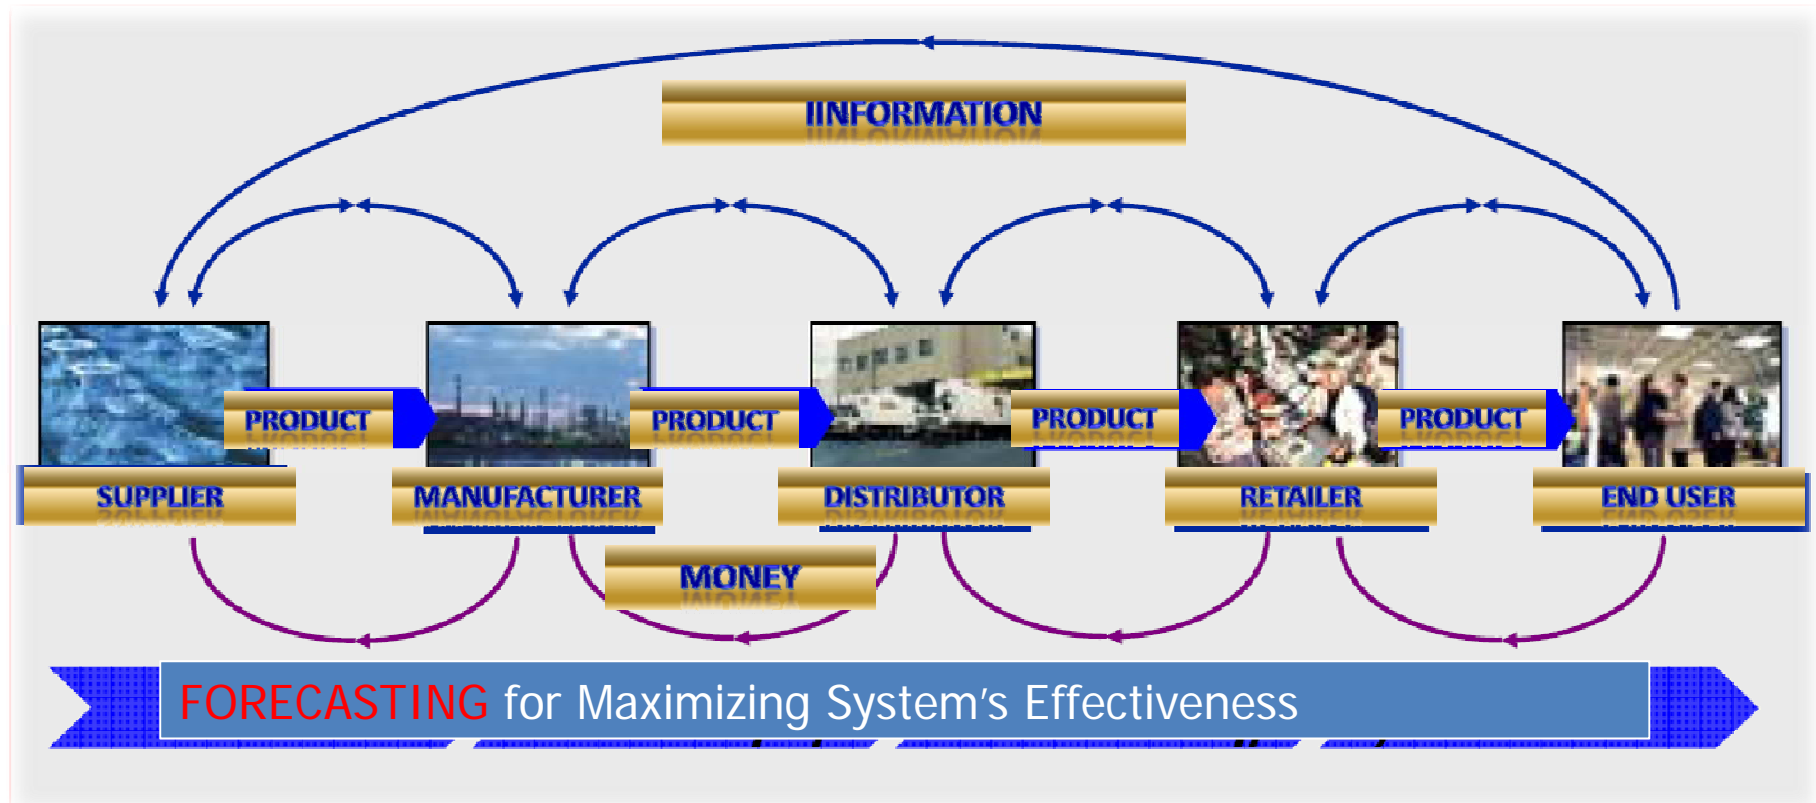 IINFORMATION
PRODUCT
PRODUCT
PRODUCT
PRODUCT
SUPPLIER
MANUFACTURER
DISTRIBUTOR
RETAILER
END USER
MONEY
FORECASTING for Maximizing System's Effectiveness